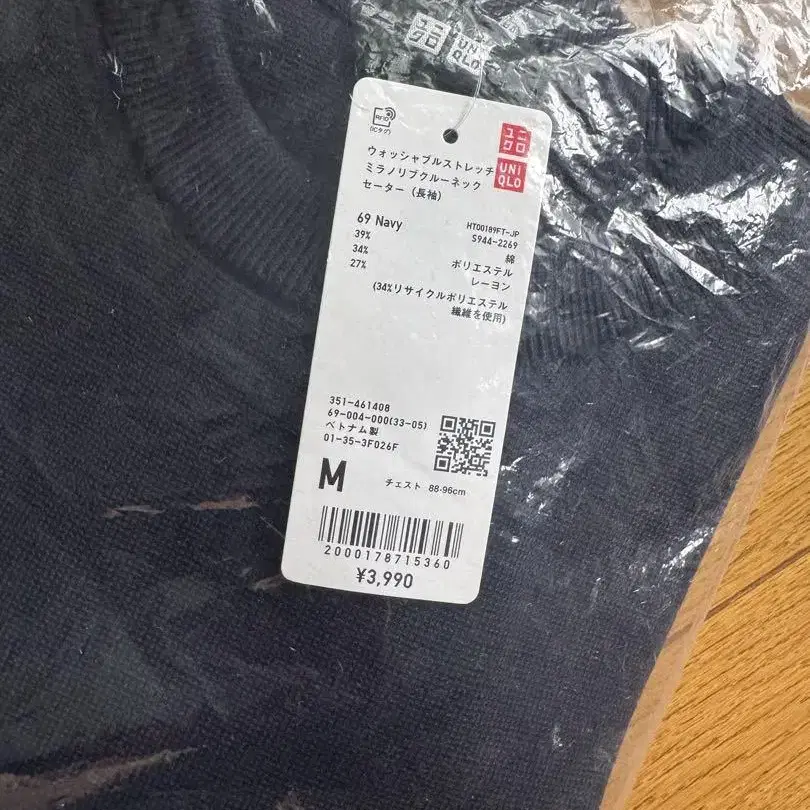 UNI
QLO
RFID
(ICタグ)
ユニ
クロ
UNI
QLO
ウォッシャブルストレッチ
ミラノリブクルーネック
セーター（長袖）
69 Navy
HT00189FT-JP
S944-2269
39%
綿
34%
ポリエステル
27%
レーヨン
(34%リサイクルポリエステル
繊維を使用)
351-461408
69-004-000(33-05)
ベトナム製
01-35-3F026F
M
チェスト 88-96cm
2000178715360
¥3,990